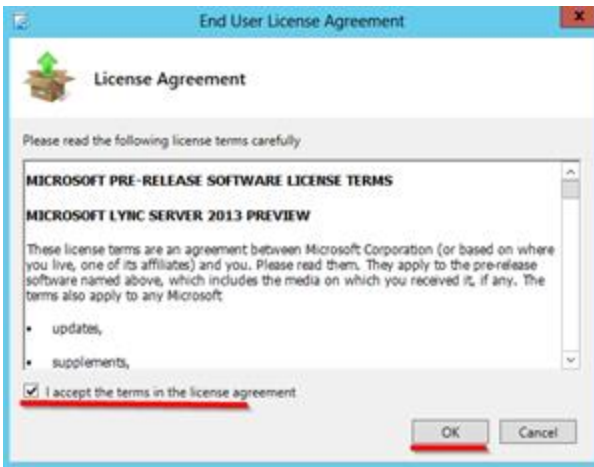 End User License Agreement
x
License Agreement
Please read the following license terms carefully
MICROSOFT PRE-RELEASE SOFTWARE LICENSE TERMS
MICROSOFT LYNC SERVER 2013 PREVIEW
These license terms are an agreement between Microsoft Corporation (or based on where
you live, one of its affiliates) and you. Please read them. They apply to the pre-release
software named above, which includes the media on which you received it, if any. The
terms also apply to any Microsoft
• updates,
• supplements,
I accept the terms in the license agreement
OK Cancel